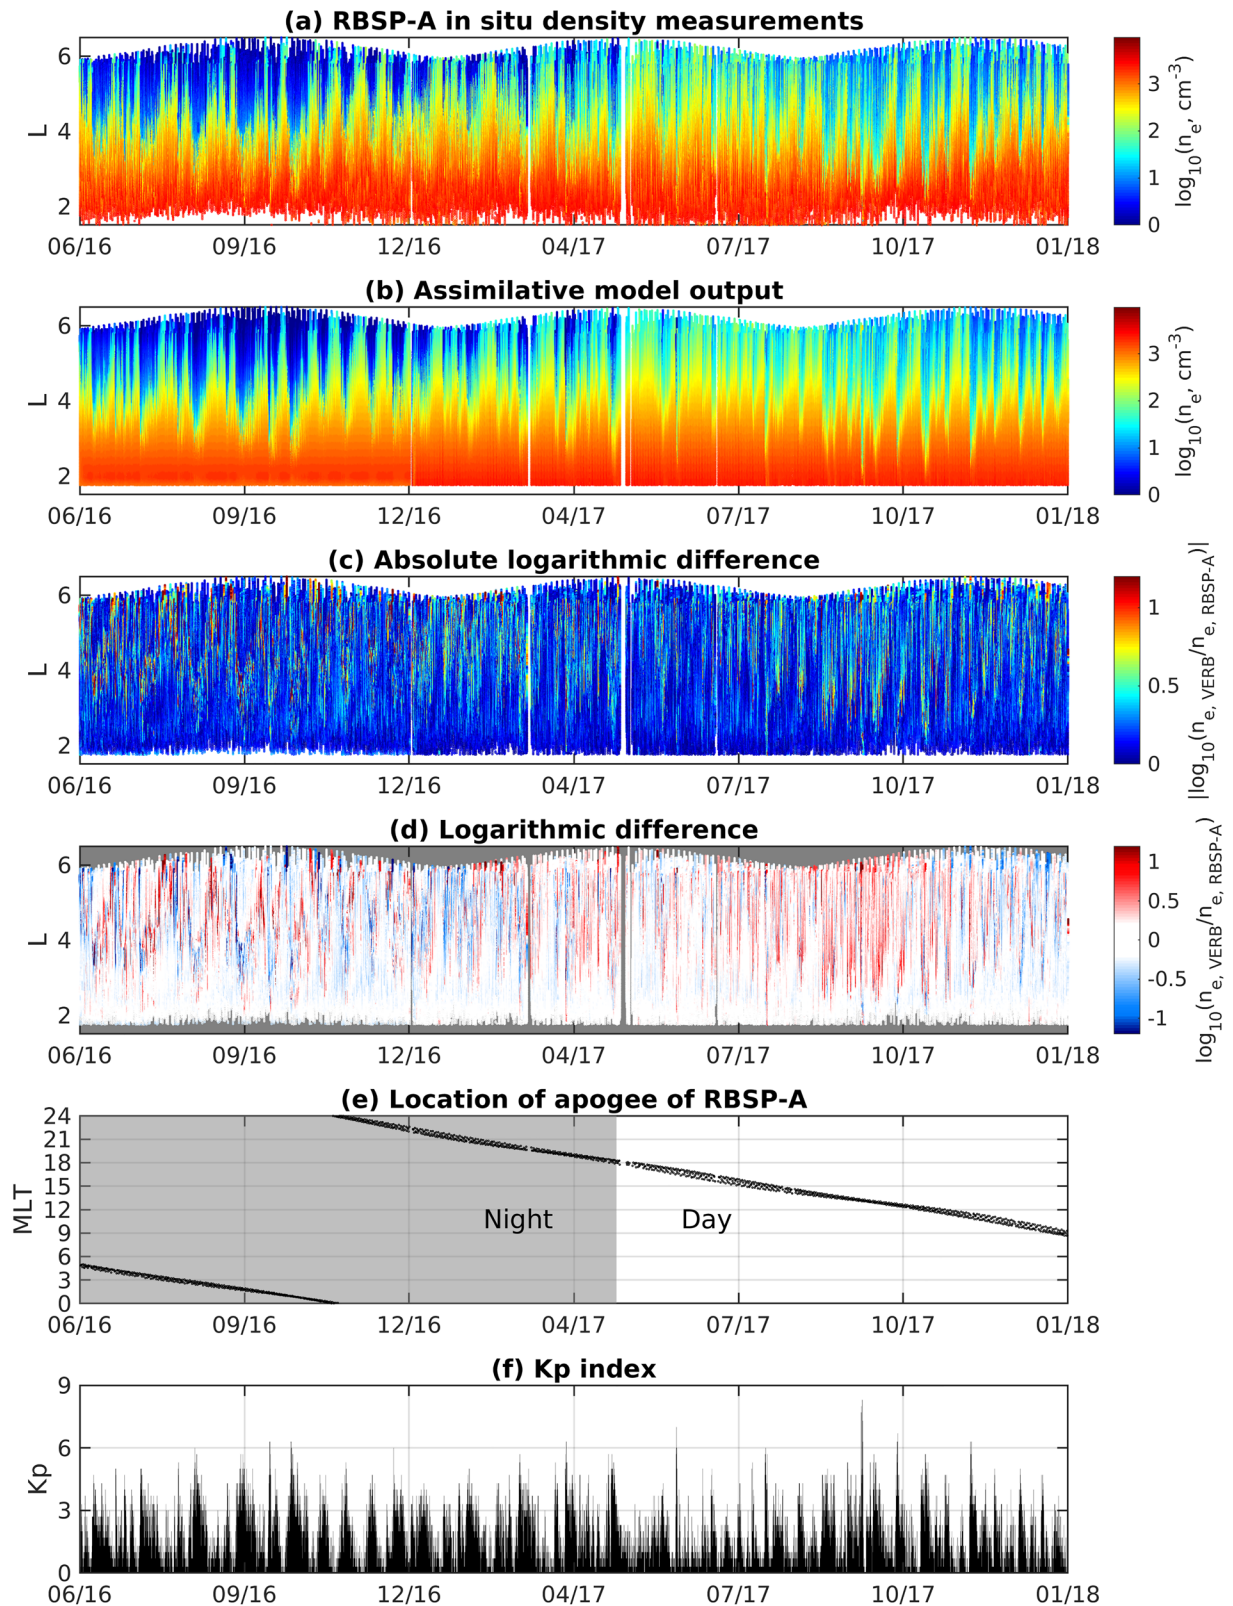 (a) RBSP-A in situ density measurements
6
4
2
L
06/16 09/16 12/16 04/17 07/17 10/17 01/18
3
2
1
0
log10(ne, cm-3)
(b) Assimilative model output
6
4
2
L
06/16 09/16 12/16 04/17 07/17 10/17 01/18
3
2
1
0
log10(ne, cm-3)
(c) Absolute logarithmic difference
6
4
2
L
06/16 09/16 12/16 04/17 07/17 10/17 01/18
1
0.5
0
|log10(ne, VERB/ne, RBSP-A)|
(d) Logarithmic difference
6
4
2
L
06/16 09/16 12/16 04/17 07/17 10/17 01/18
1
0.5
0
-0.5
-1
log10(ne, VERB/ne, RBSP-A)
(e) Location of apogee of RBSP-A
24
21
18
15
12
9
6
3
0
MLT
Night Day
06/16 09/16 12/16 04/17 07/17 10/17 01/18
(f) Kp index
9
6
3
0
Kp
06/16 09/16 12/16 04/17 07/17 10/17 01/18